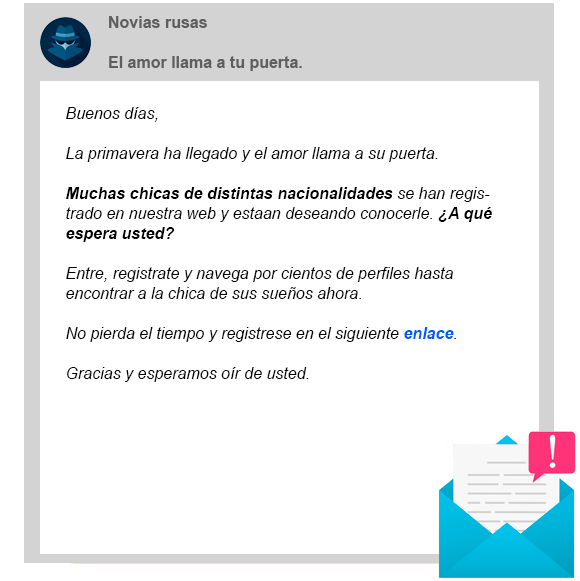 Novias rusas
El amor llama a tu puerta.
Buenos días,
La primavera ha llegado y el amor llama a su puerta.
Muchas chicas de distintas nacionalidades se han regis-
trado en nuestra web y estaan deseando conocerle. ¿A qué
espera usted?
Entre, registrate y navega por cientos de perfiles hasta
encontrar a la chica de sus sueños ahora.
No pierda el tiempo y registrese en el siguiente enlace.
Gracias y esperamos oír de usted.
!